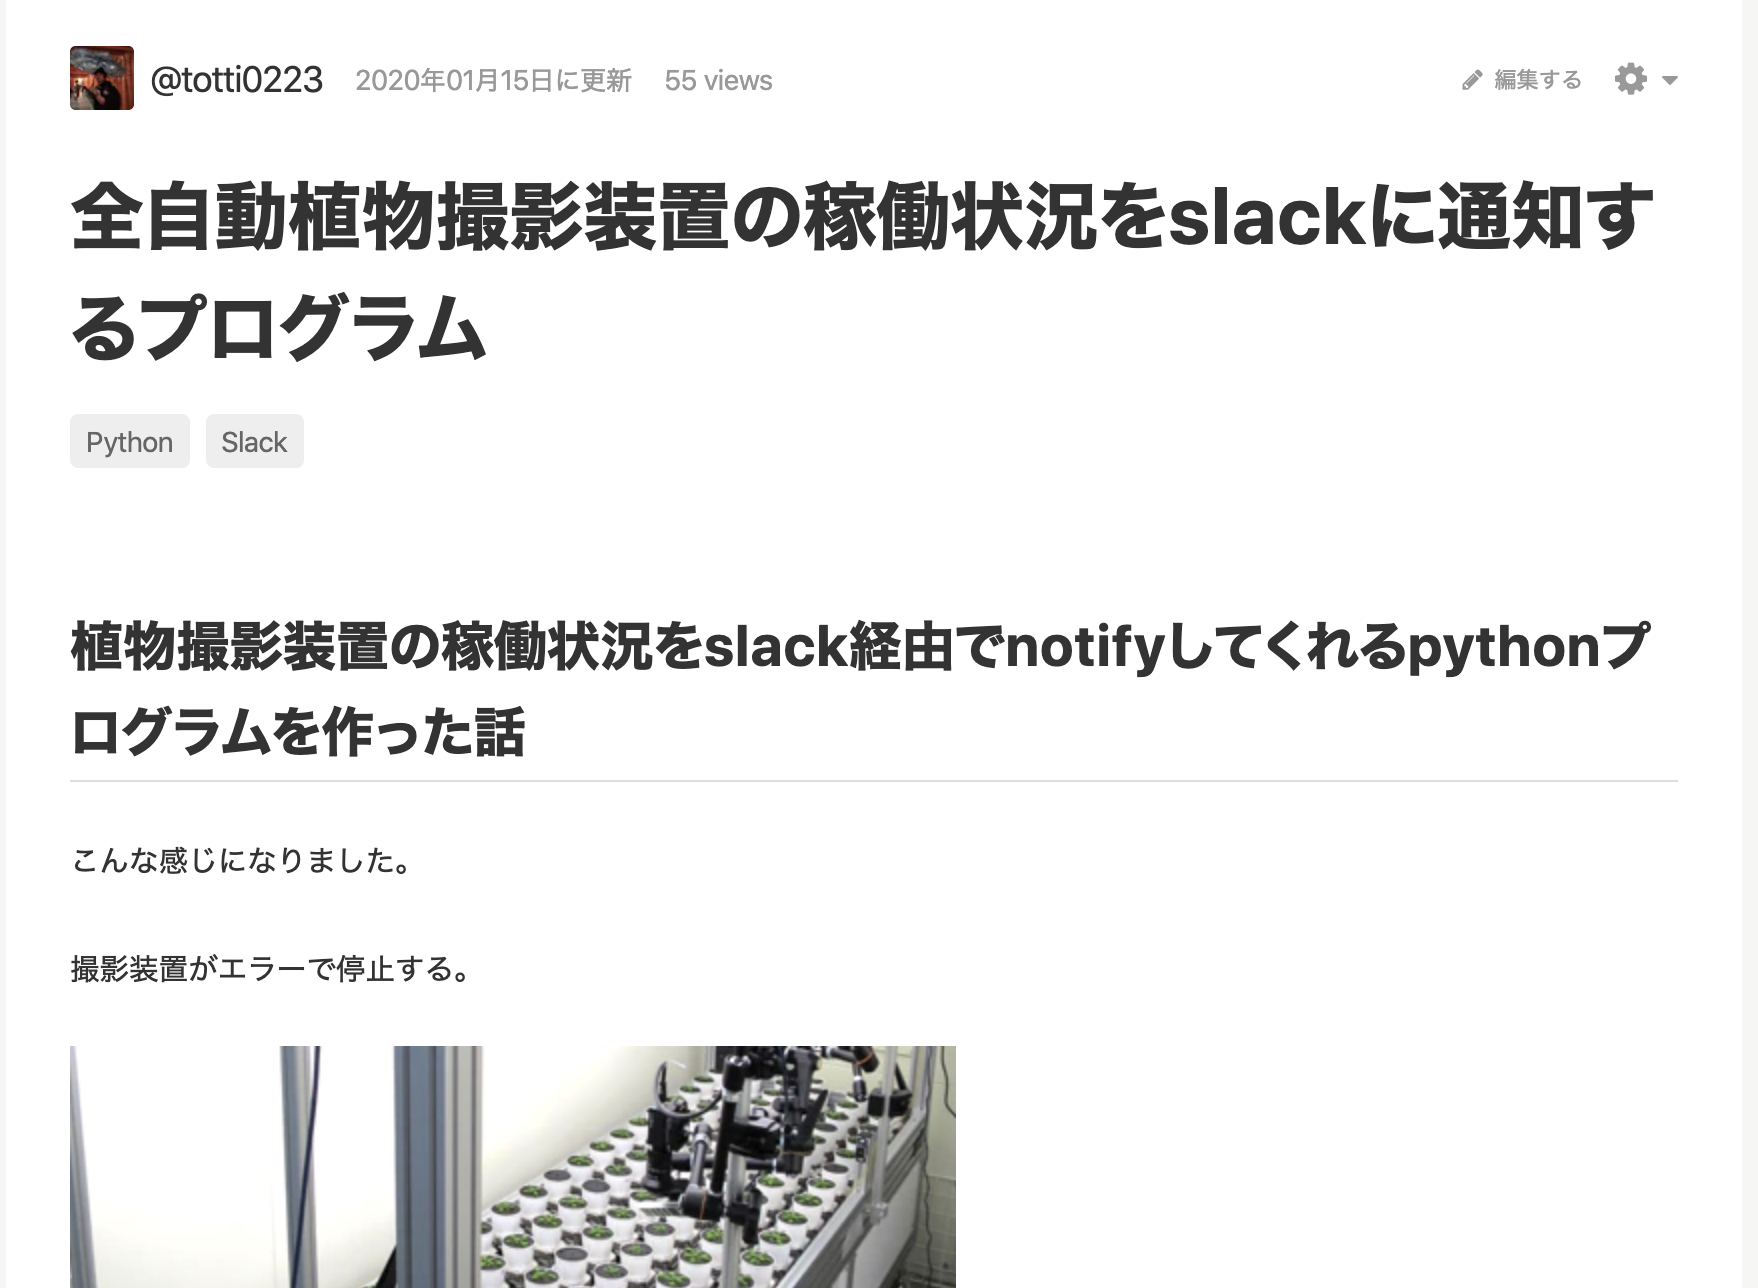 @totti0223 2020年01月15日に更新 55 views 編集する
全自動植物撮影装置の稼働状況をslackに通知す
るプログラム
Python Slack
植物撮影装置の稼働状況をslack経由でnotifyしてくれるpythonプ
ログラムを作った話
こんな感じになりました。
撮影装置がエラーで停止する。